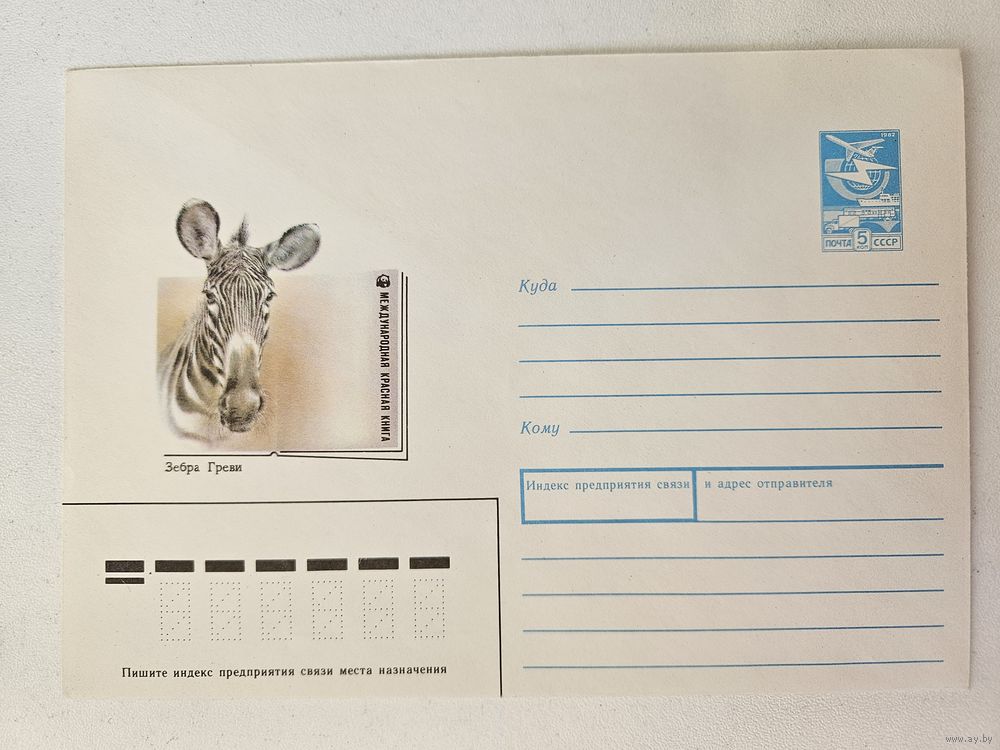 1982
ПОЧТА 5 КОП СССР
МЕЖДУНАРОДНАЯ КРАСНАЯ КНИГА
Зебра Греви
Куда
Кому
Индекс предприятия связи и адрес отправителя
Пишите индекс предприятия связи места назначения
www.ay.by